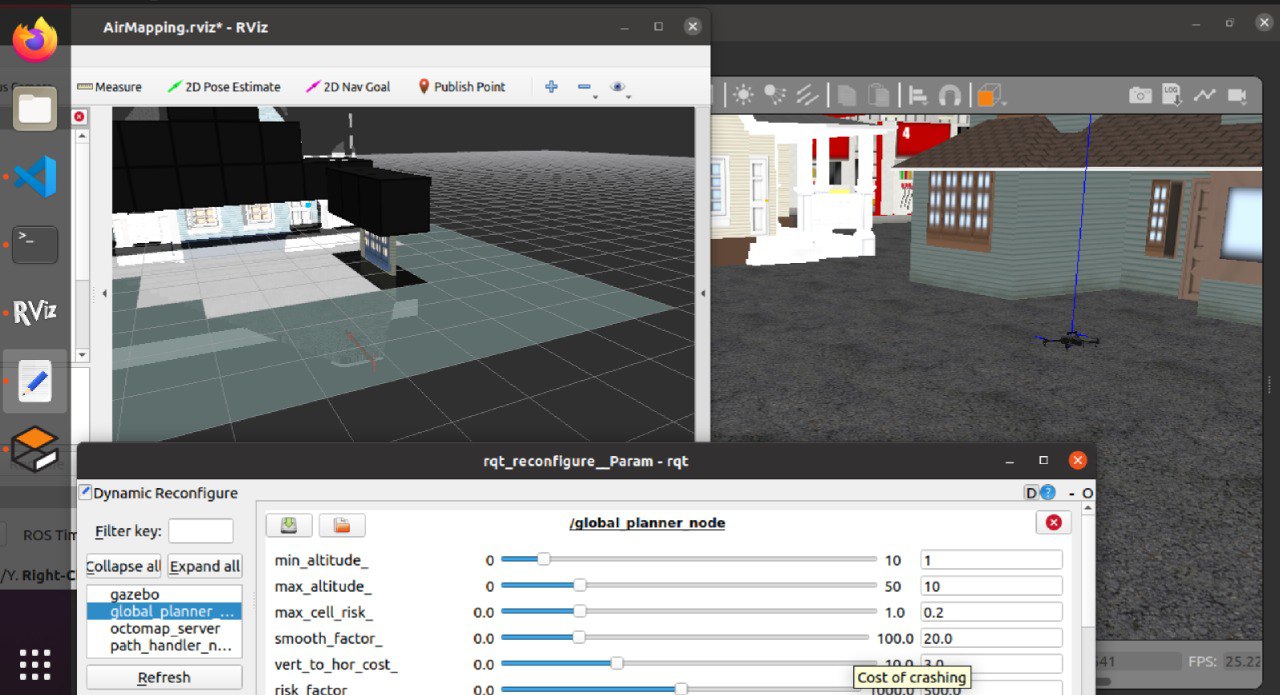 AirMapping.rviz* - RViz
Measure
2D Pose Estimate
2D Nav Goal
Publish Point
LOG
4
>_
RViz
rqt_reconfigure__Param - rqt
Dynamic Reconfigure
D
?
- O
Filter key:
Collapse all
Expand all
gazebo
global_planner_...
octomap_server
path_handler_n...
Refresh
/global_planner_node
min_altitude_ 0 10 1
max_altitude_ 0 50 10
max_cell_risk_ 0.0 1.0 0.2
smooth_factor_ 0.0 100.0 20.0
vert_to_hor_cost_ 0.0 10.0 3.0
Cost of crashing
risk_factor 0.0 1000.0 500.0
ROS Tim
/Y. Right-C
541
FPS: 25.22